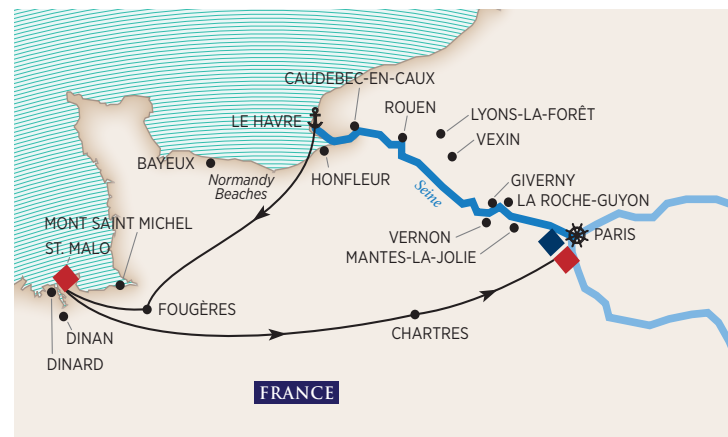 CAUDEBEC-EN-CAUX
ROUEN
LE HAVRE
LYONS-LA-FORÊT
VEXIN
BAYEUX
Normandy
Beaches
HONFLEUR
Seine
GIVERNY
LA ROCHE-GUYON
MONT SAINT MICHEL
ST. MALO
VERNON
PARIS
MANTES-LA-JOLIE
FOUGÈRES
CHARTRES
DINAN
DINARD
FRANCE